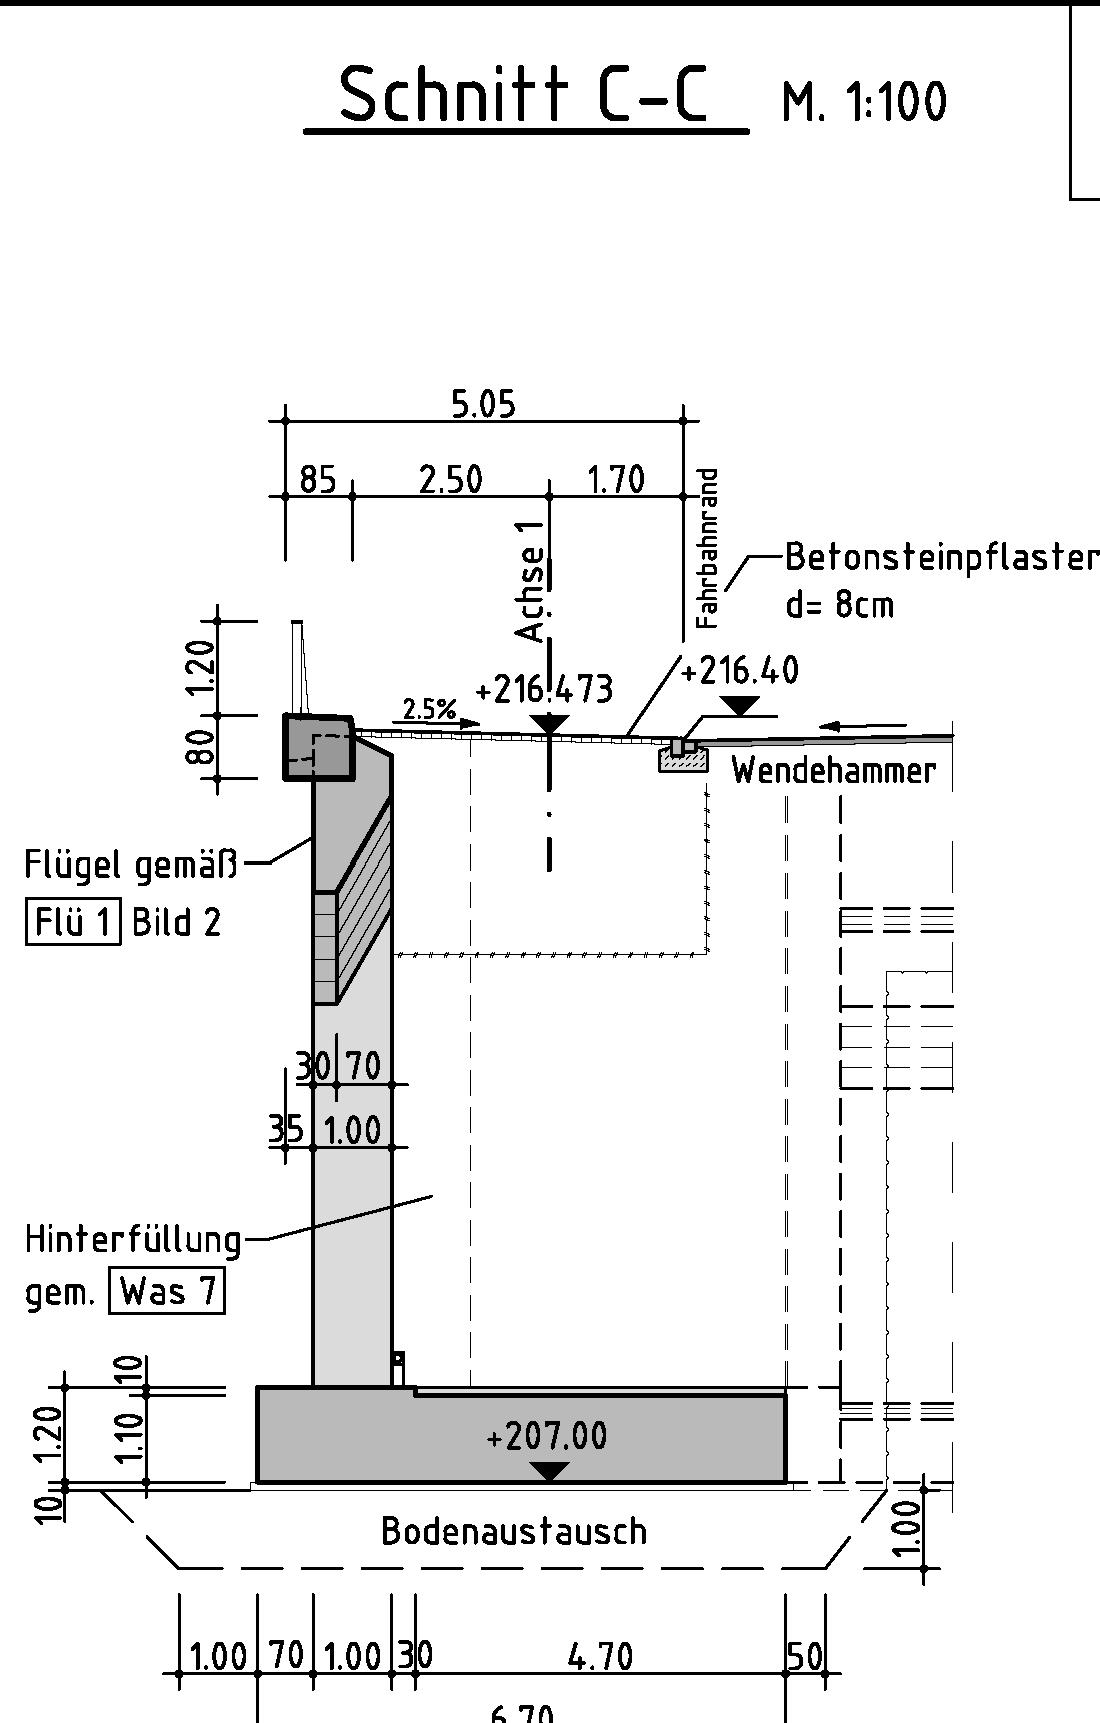 Schnitt C-C M. 1:100
5.05
85 2.50 1.70
Achse 1
Fahrbahnrand
Betonsteinpflaster
d= 8cm
1.20
80
2.5%
+216.473
+216.40
Wendehammer
Flügel gemäß
Flü 1 Bild 2
30 70
35 1.00
Hinterfüllung
gem. Was 7
10
1.20
1.10
10
+207.00
Bodenaustausch
1.00
1.00 70 1.00 30 4.70 50
6.70